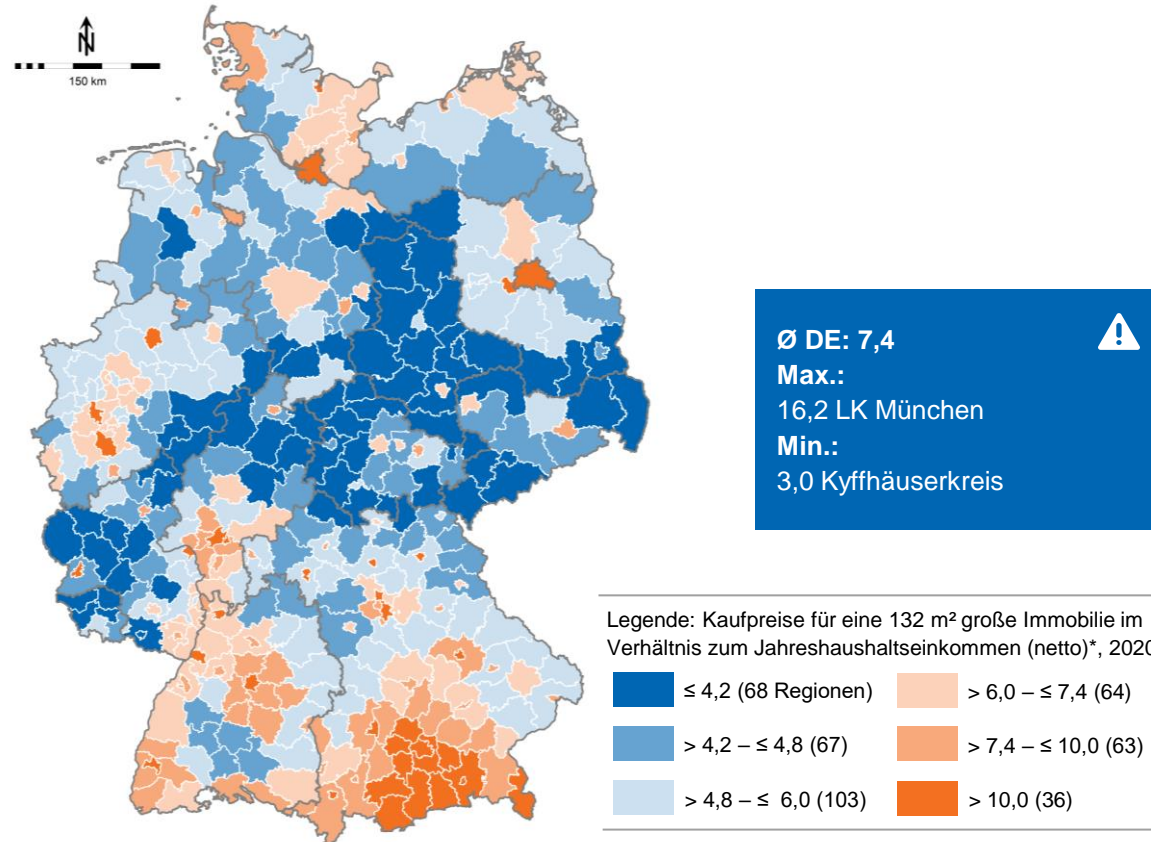 N
150 km
Ø DE: 7,4
Max.:
16,2 LK München
Min.:
3,0 Kyffhäuserkreis
Legende: Kaufpreise für eine 132 m² große Immobilie im
Verhältnis zum Jahreshaushaltseinkommen (netto)*, 2020
≤ 4,2 (68 Regionen)
> 6,0 – ≤ 7,4 (64)
> 4,2 – ≤ 4,8 (67)
> 7,4 – ≤ 10,0 (63)
> 4,8 – ≤ 6,0 (103)
> 10,0 (36)